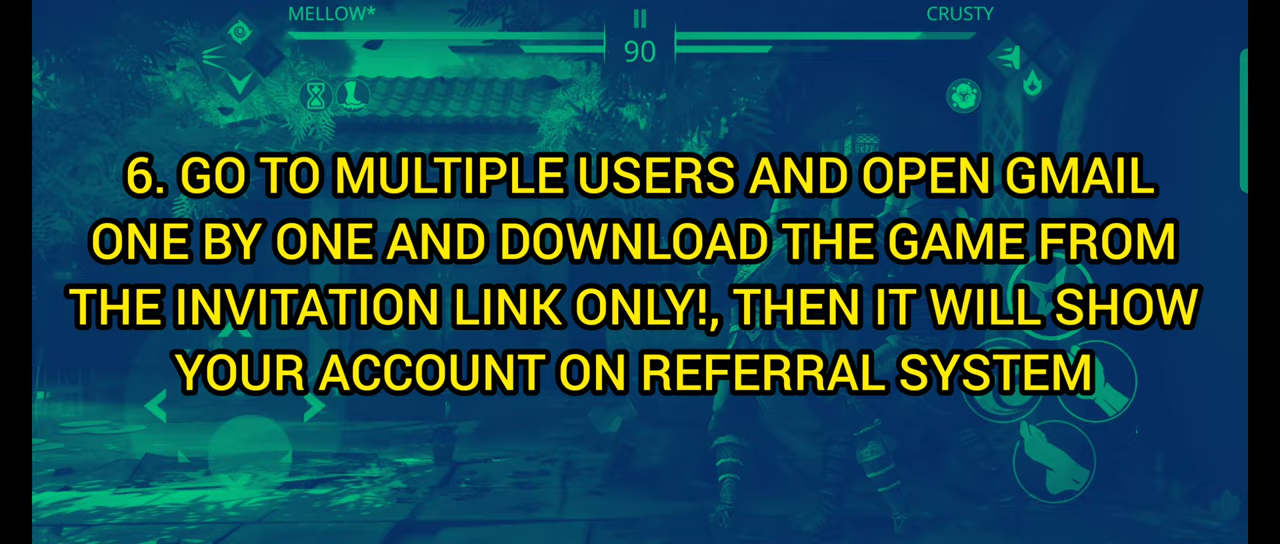 MELLOW*
CRUSTY
90
6. GO TO MULTIPLE USERS AND OPEN GMAIL
ONE BY ONE AND DOWNLOAD THE GAME FROM
THE INVITATION LINK ONLY!, THEN IT WILL SHOW
YOUR ACCOUNT ON REFERRAL SYSTEM